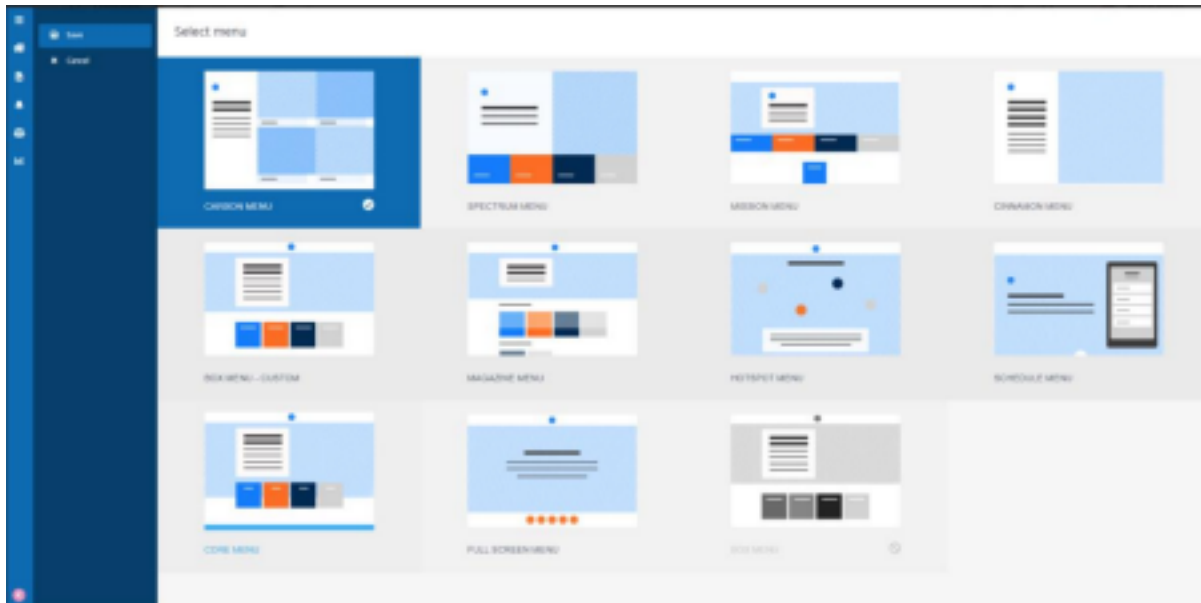 Save
Cancel
Select menu
CARBON MENU
SPECTRUM MENU
MISSION MENU
CINNAMON MENU
BOX MENU - CUSTOM
MAGAZINE MENU
HOTSPOT MENU
SCHEDULE MENU
CORE MENU
FULL SCREEN MENU
MENU